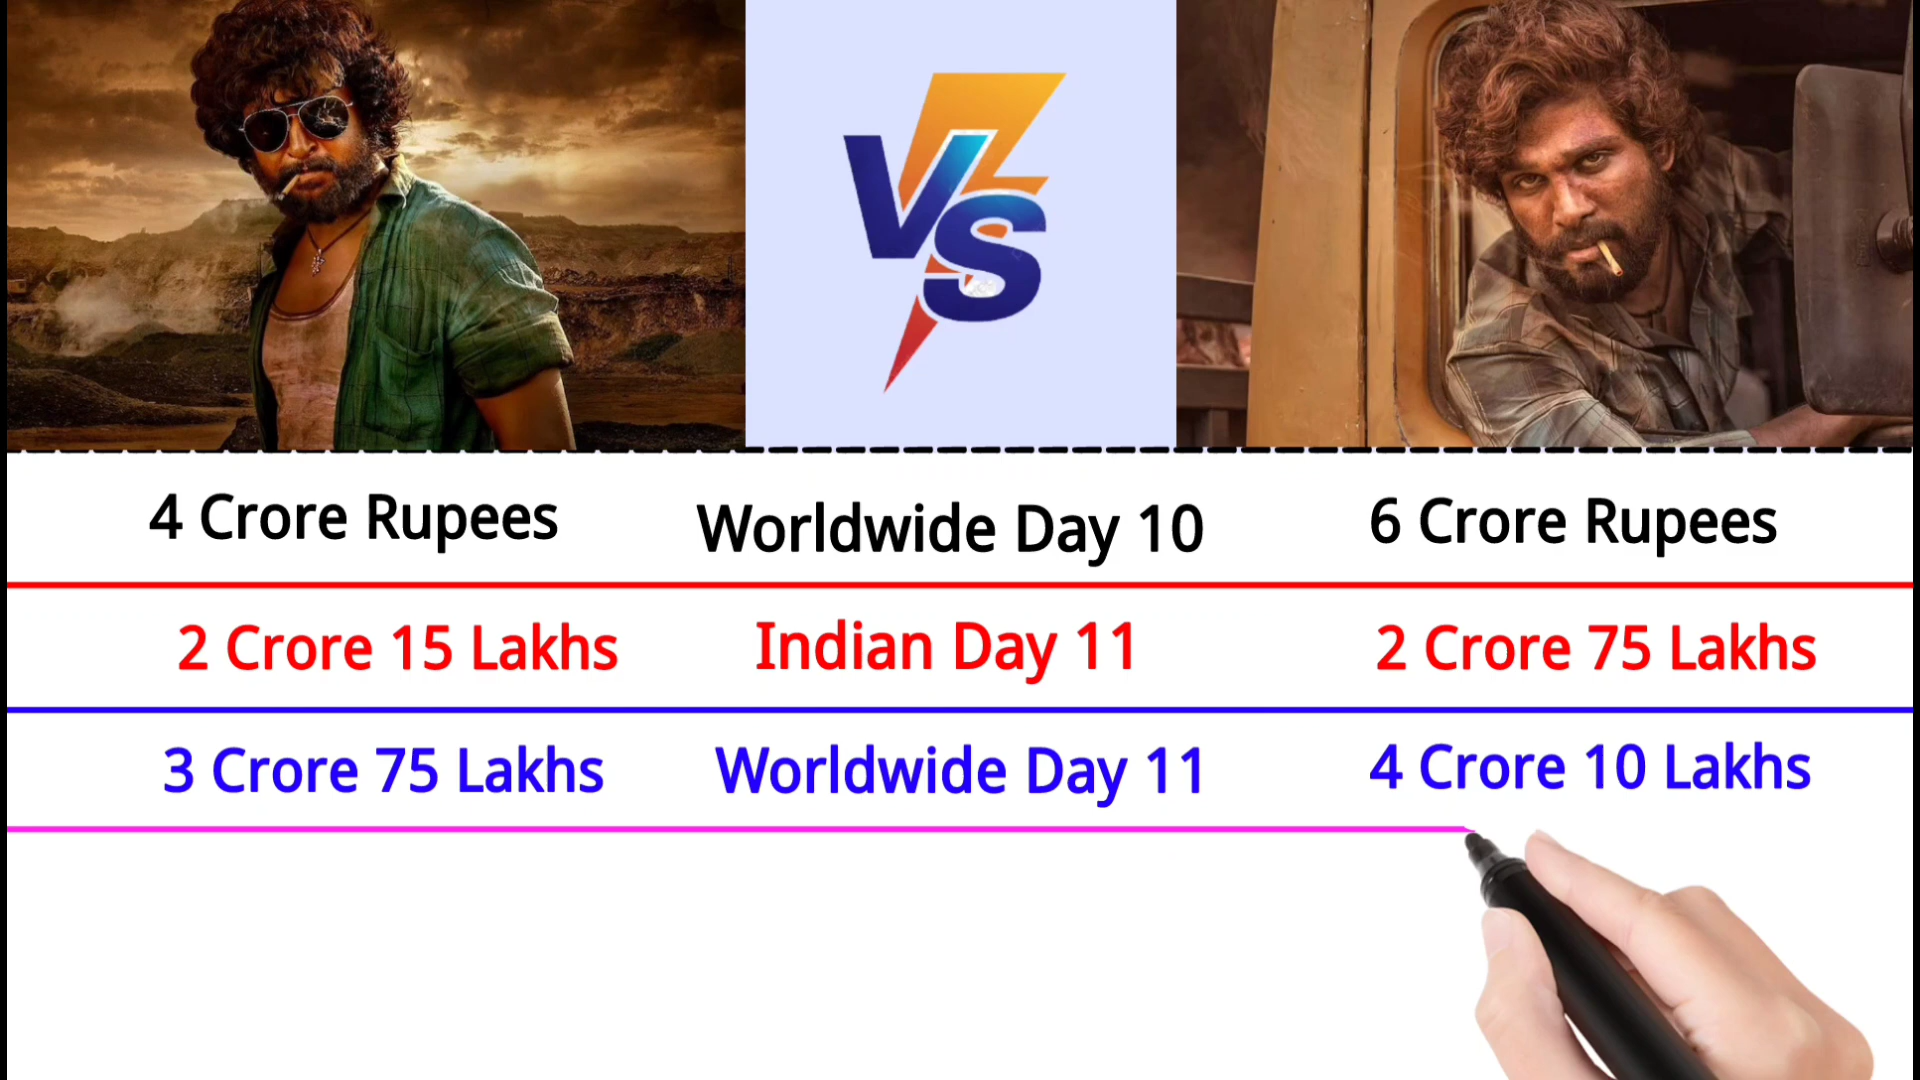 VS
4 Crore Rupees Worldwide Day 10 6 Crore Rupees
2 Crore 15 Lakhs Indian Day 11 2 Crore 75 Lakhs
3 Crore 75 Lakhs Worldwide Day 11 4 Crore 10 Lakhs